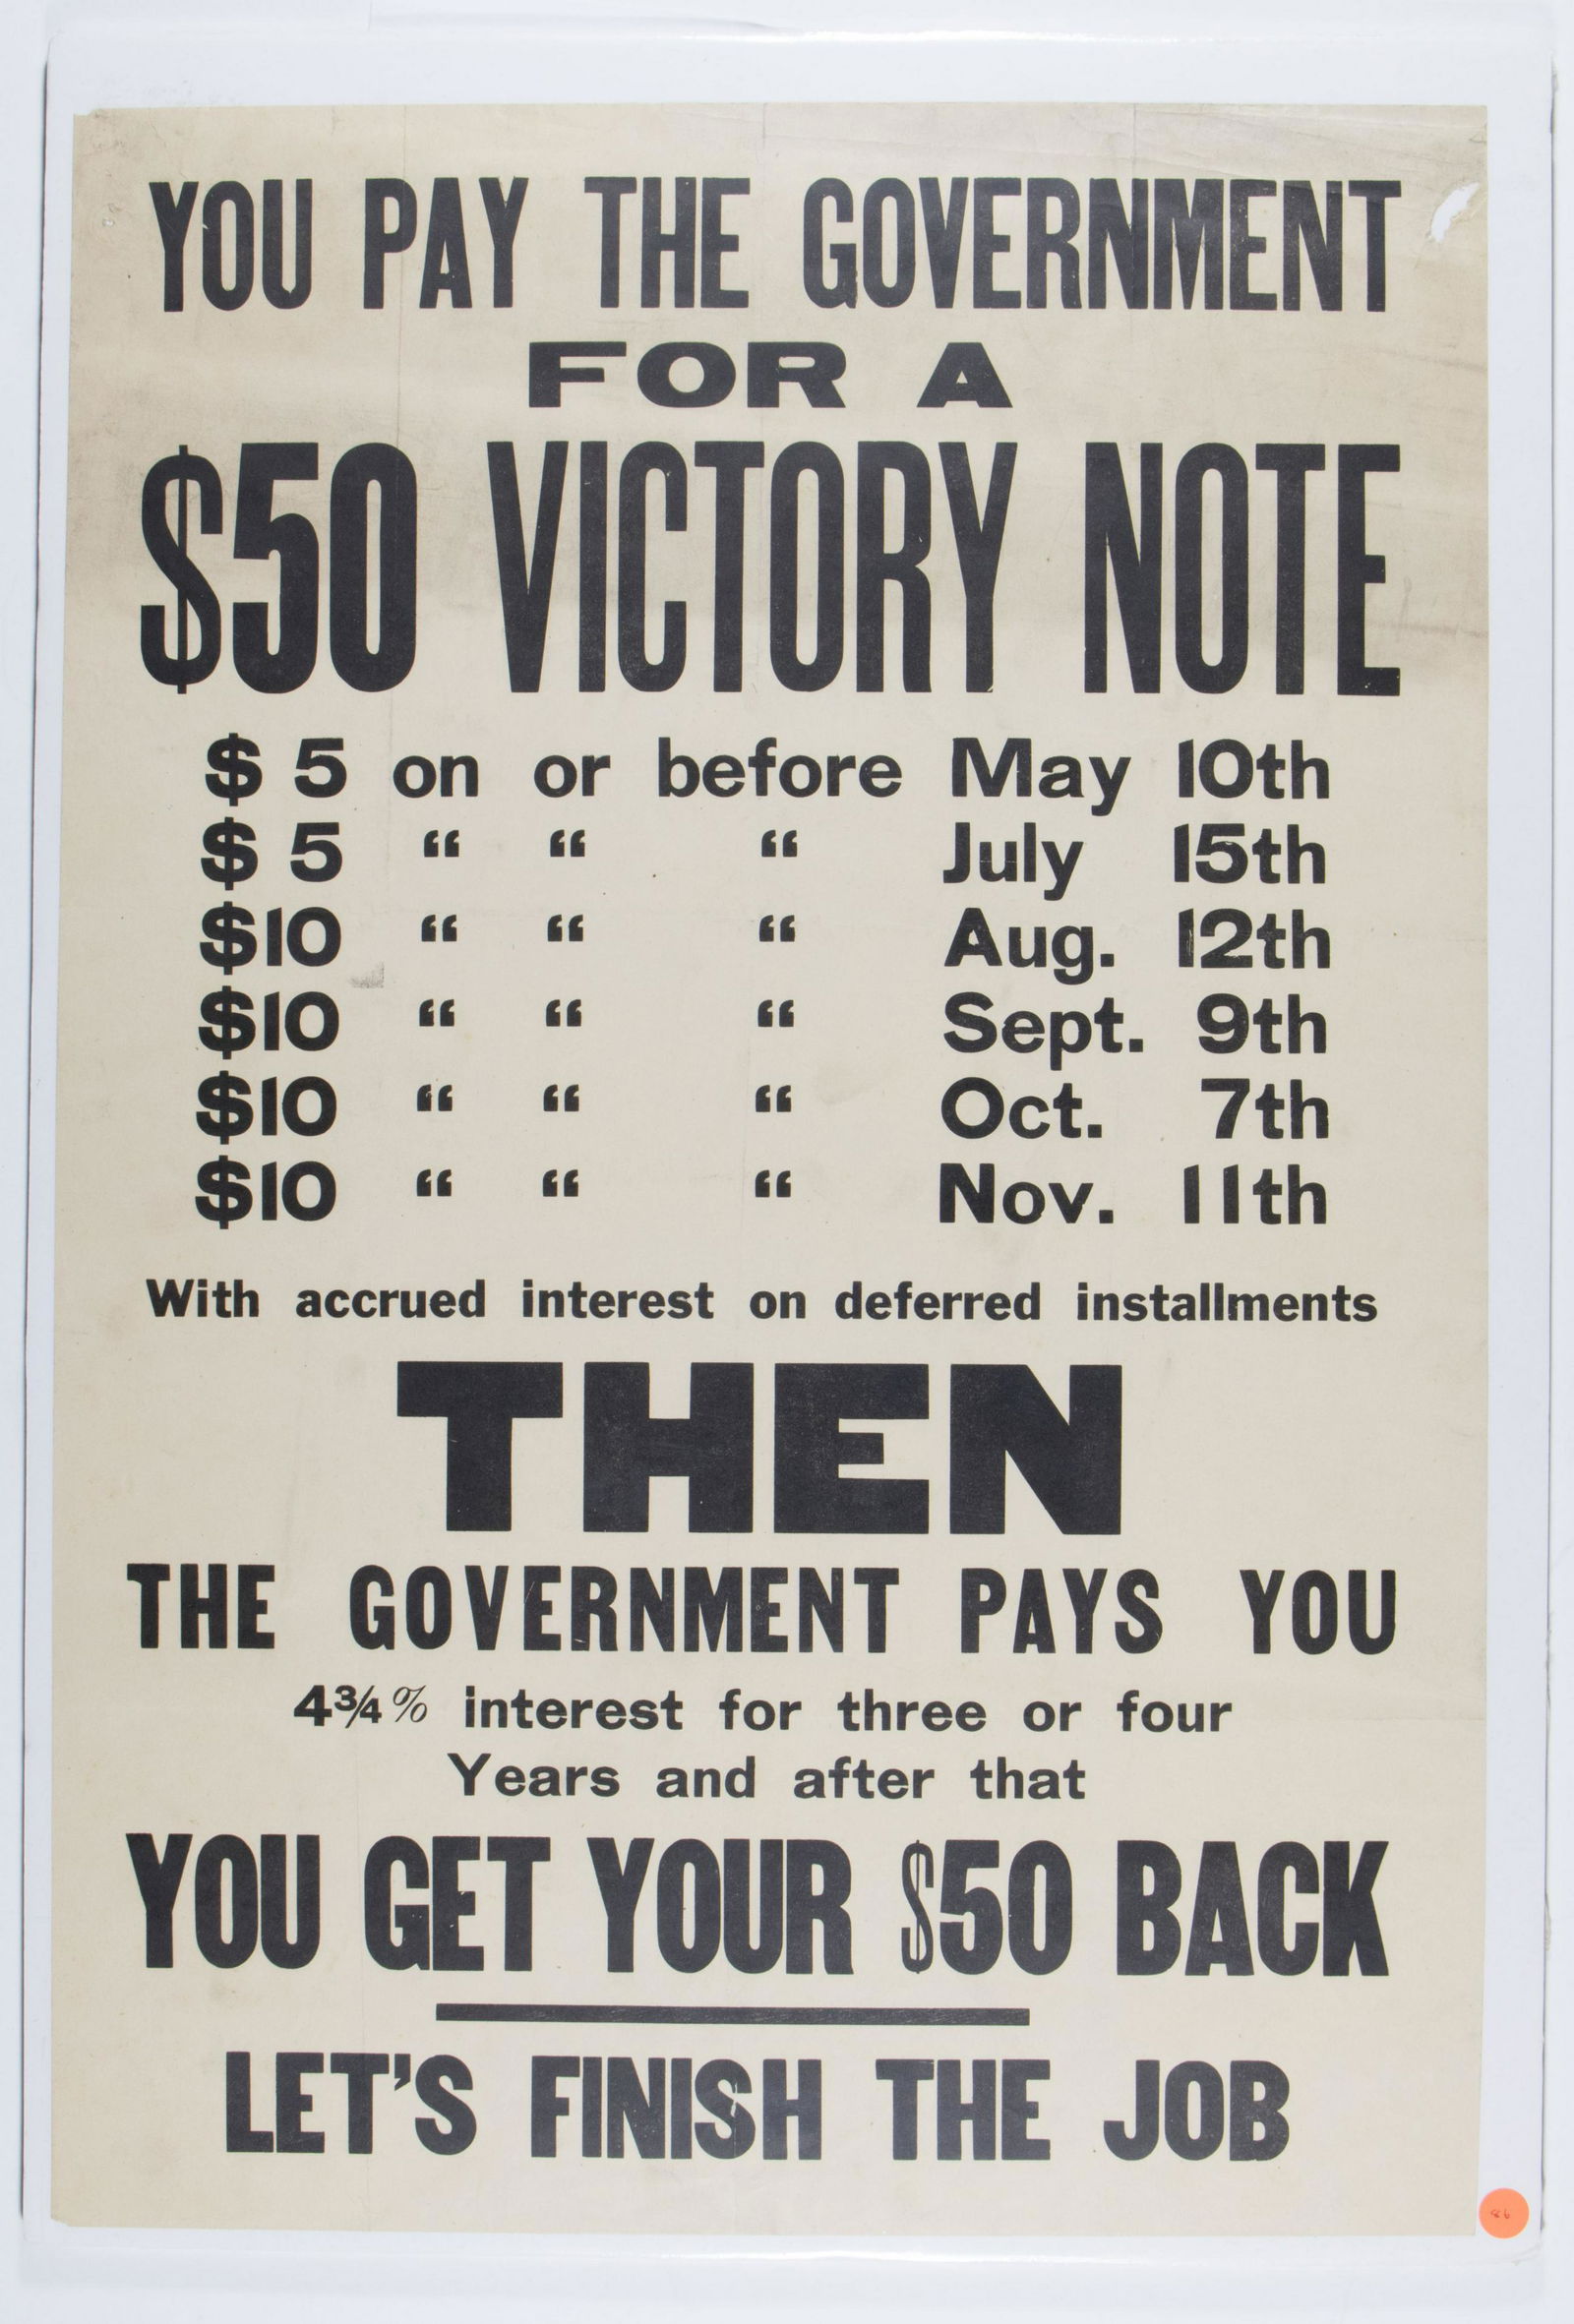 YOU PAY THE GOVERNMENT
FOR A
$50 VICTORY NOTE
$ 5 on or before May 10th
$ 5 “ “ “ July 15th
$10 “ “ “ Aug. 12th
$10 “ “ “ Sept. 9th
$10 “ “ “ Oct. 7th
$10 “ “ “ Nov. 11th
With accrued interest on deferred installments
THEN
THE GOVERNMENT PAYS YOU
4¾% interest for three or four
Years and after that
YOU GET YOUR $50 BACK
LET'S FINISH THE JOB